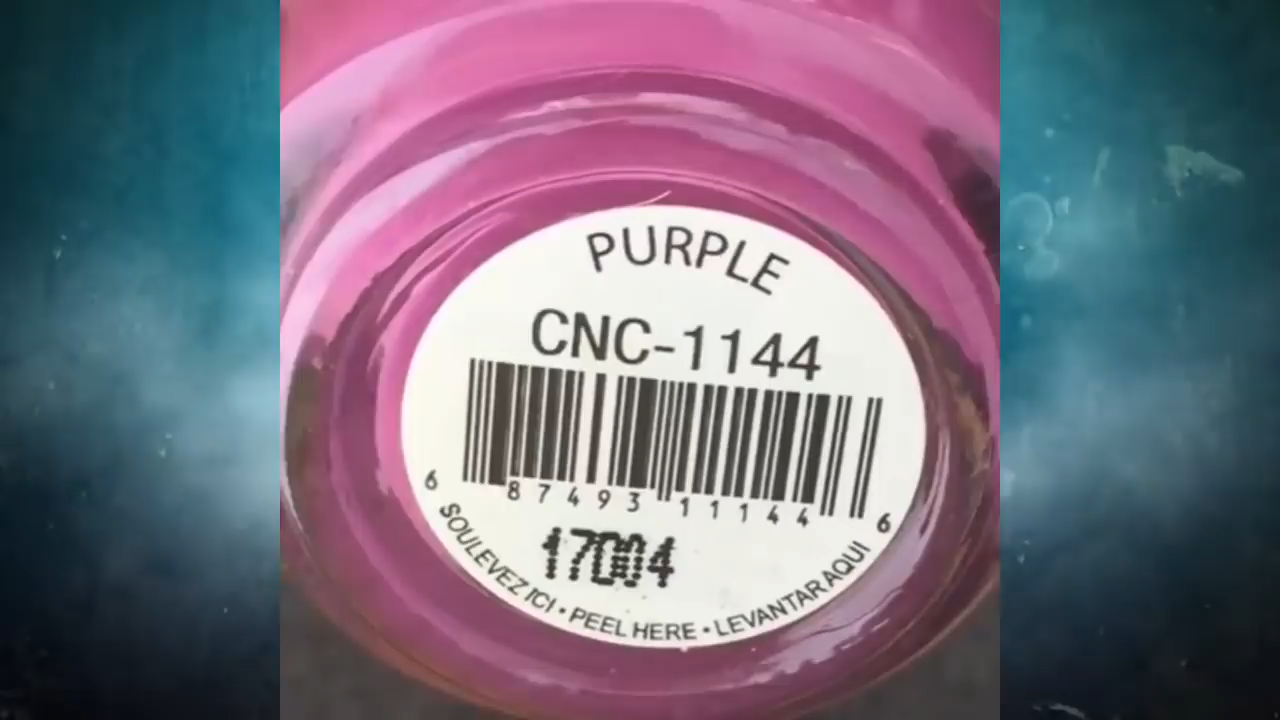 PURPLE
CNC-1144
6 87493 11144 6
17004
SOULEVEZ ICI • PEEL HERE • LEVANTAR AQUI